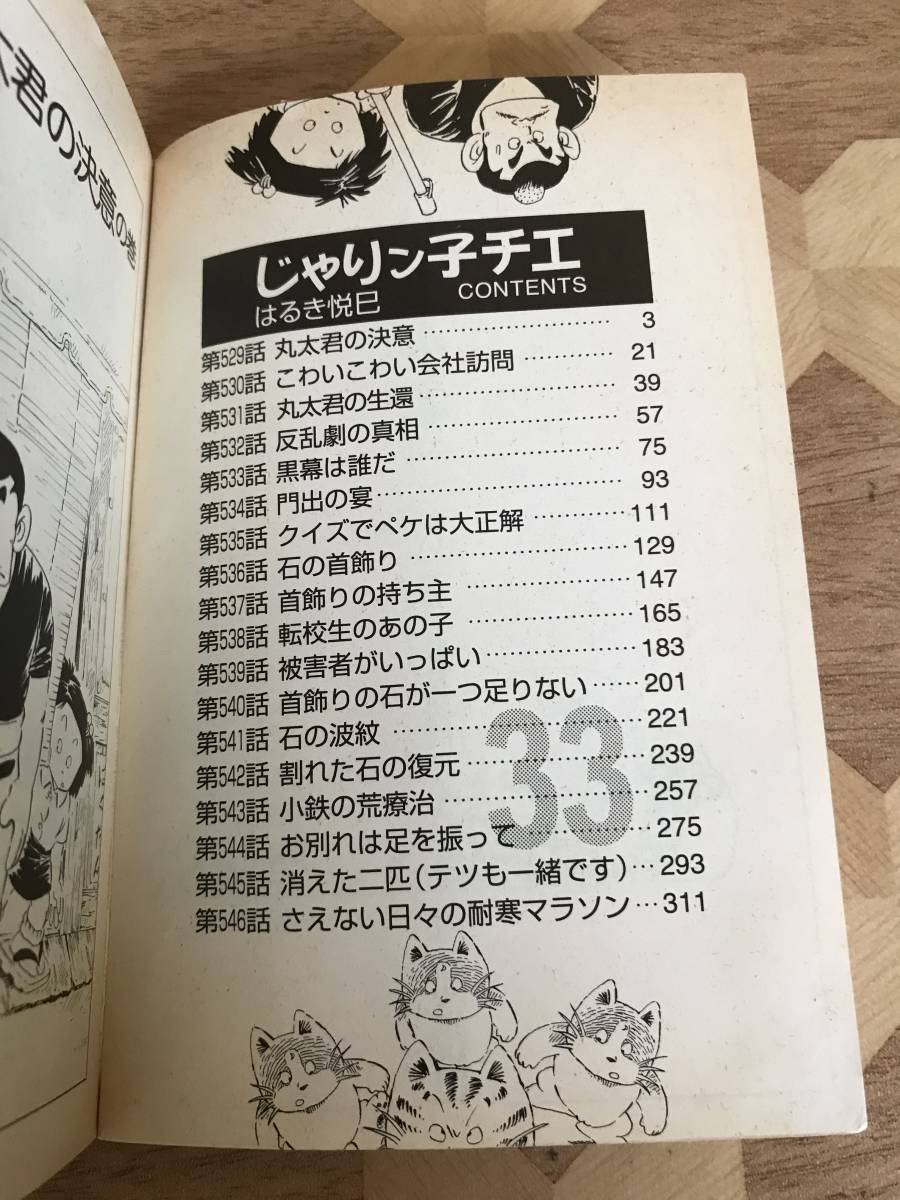 太君の決意の巻
じゃりン子チエ
はるき悦巳 CONTENTS
第529話 丸太君の決意 3
第530話 こわいこわい会社訪問 21
第531話 丸太君の生還 39
第532話 反乱劇の真相 57
第533話 黒幕は誰だ 75
第534話 門出の宴 93
第535話 クイズでペケは大正解 111
第536話 石の首飾り 129
第537話 首飾りの持ち主 147
第538話 転校生のあの子 165
第539話 被害者がいっぱい 183
第540話 首飾りの石が一つ足りない 201
第541話 石の波紋 221
第542話 割れた石の復元 239
第543話 小鉄の荒療治 257
第544話 お別れは足を振って 275
第545話 消えた二匹(テツも一緒です) 293
第546話 さえない日々の耐寒マラソン 311
33